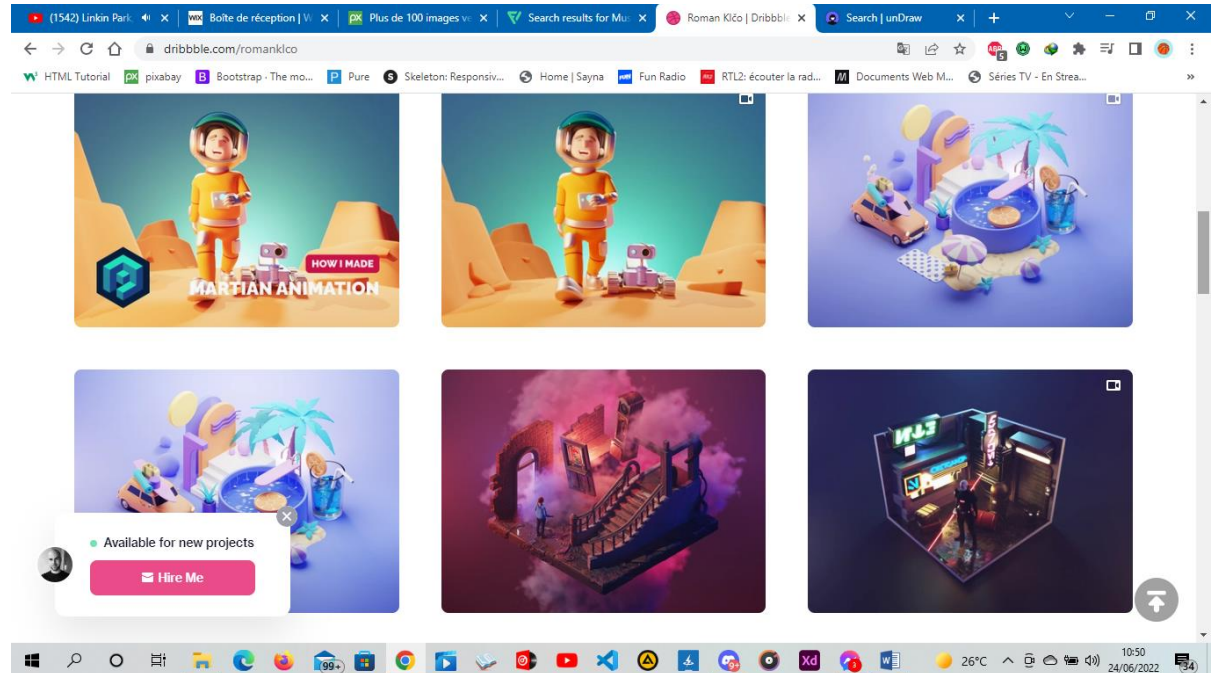 (1542) Linkin Park
Boîte de réception | W
Plus de 100 images ve
Search results for Mus
Roman Klčo | Dribbble
Search | unDraw
dribbble.com/romanklco
HTML Tutorial
pixabay
Bootstrap · The mo...
Pure
Skeleton: Responsiv...
Home | Sayna
Fun Radio
RTL2: écouter la rad...
Documents Web M...
Séries TV - En Strea...
HOW I MADE
MARTIAN ANIMATION
Available for new projects
Hire Me
26°C
10:50
24/06/2022